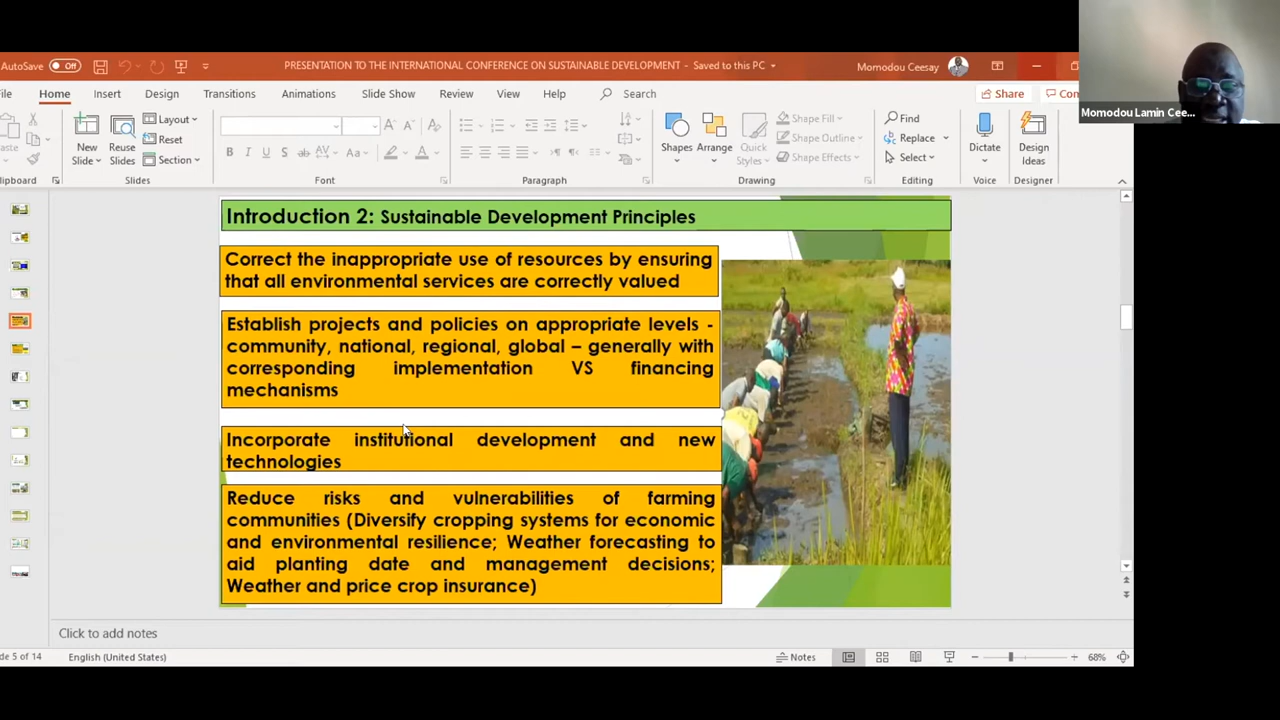 AutoSave Off
PRESENTATION TO THE INTERNATIONAL CONFERENCE ON SUSTAINABLE DEVELOPMENT - Saved to this PC
Momodou Ceesay
Momodou Lamin Cee...
Home Insert Design Transitions Animations Slide Show Review View Help Search
Share
New Slide
Reuse Slides
Layout
Reset
Section
Slides
B I U S ab AV Aa A
Font
Paragraph
Shapes
Arrange
Quick Styles
Shape Fill
Shape Outline
Shape Effects
Drawing
Find
Replace
Select
Editing
Dictate
Voice
Design Ideas
Designer
Introduction 2: Sustainable Development Principles
Correct the inappropriate use of resources by ensuring
that all environmental services are correctly valued
Establish projects and policies on appropriate levels -
community, national, regional, global – generally with
corresponding implementation VS financing
mechanisms
Incorporate institutional development and new
technologies
Reduce risks and vulnerabilities of farming
communities (Diversify cropping systems for economic
and environmental resilience; Weather forecasting to
aid planting date and management decisions;
Weather and price crop insurance)
Click to add notes
de 5 of 14 English (United States) Notes 68%